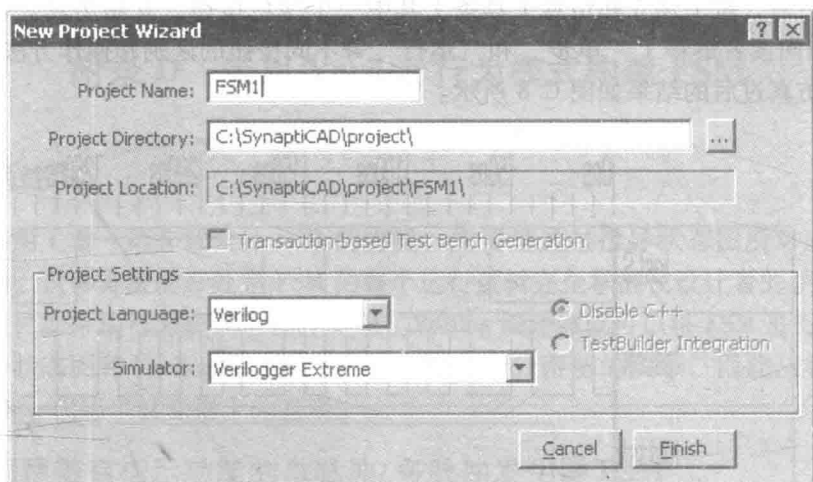 New Project Wizard
Project Name: FSM1
Project Directory: C:\SynaptiCAD\project\
...
Project Location: C:\SynaptiCAD\project\FSM1\
Transaction-based Test Bench Generation
Project Settings
Project Language: Verilog
Disable C++
TestBuilder Integration
Simulator: Verilogger Extreme
Cancel
Finish